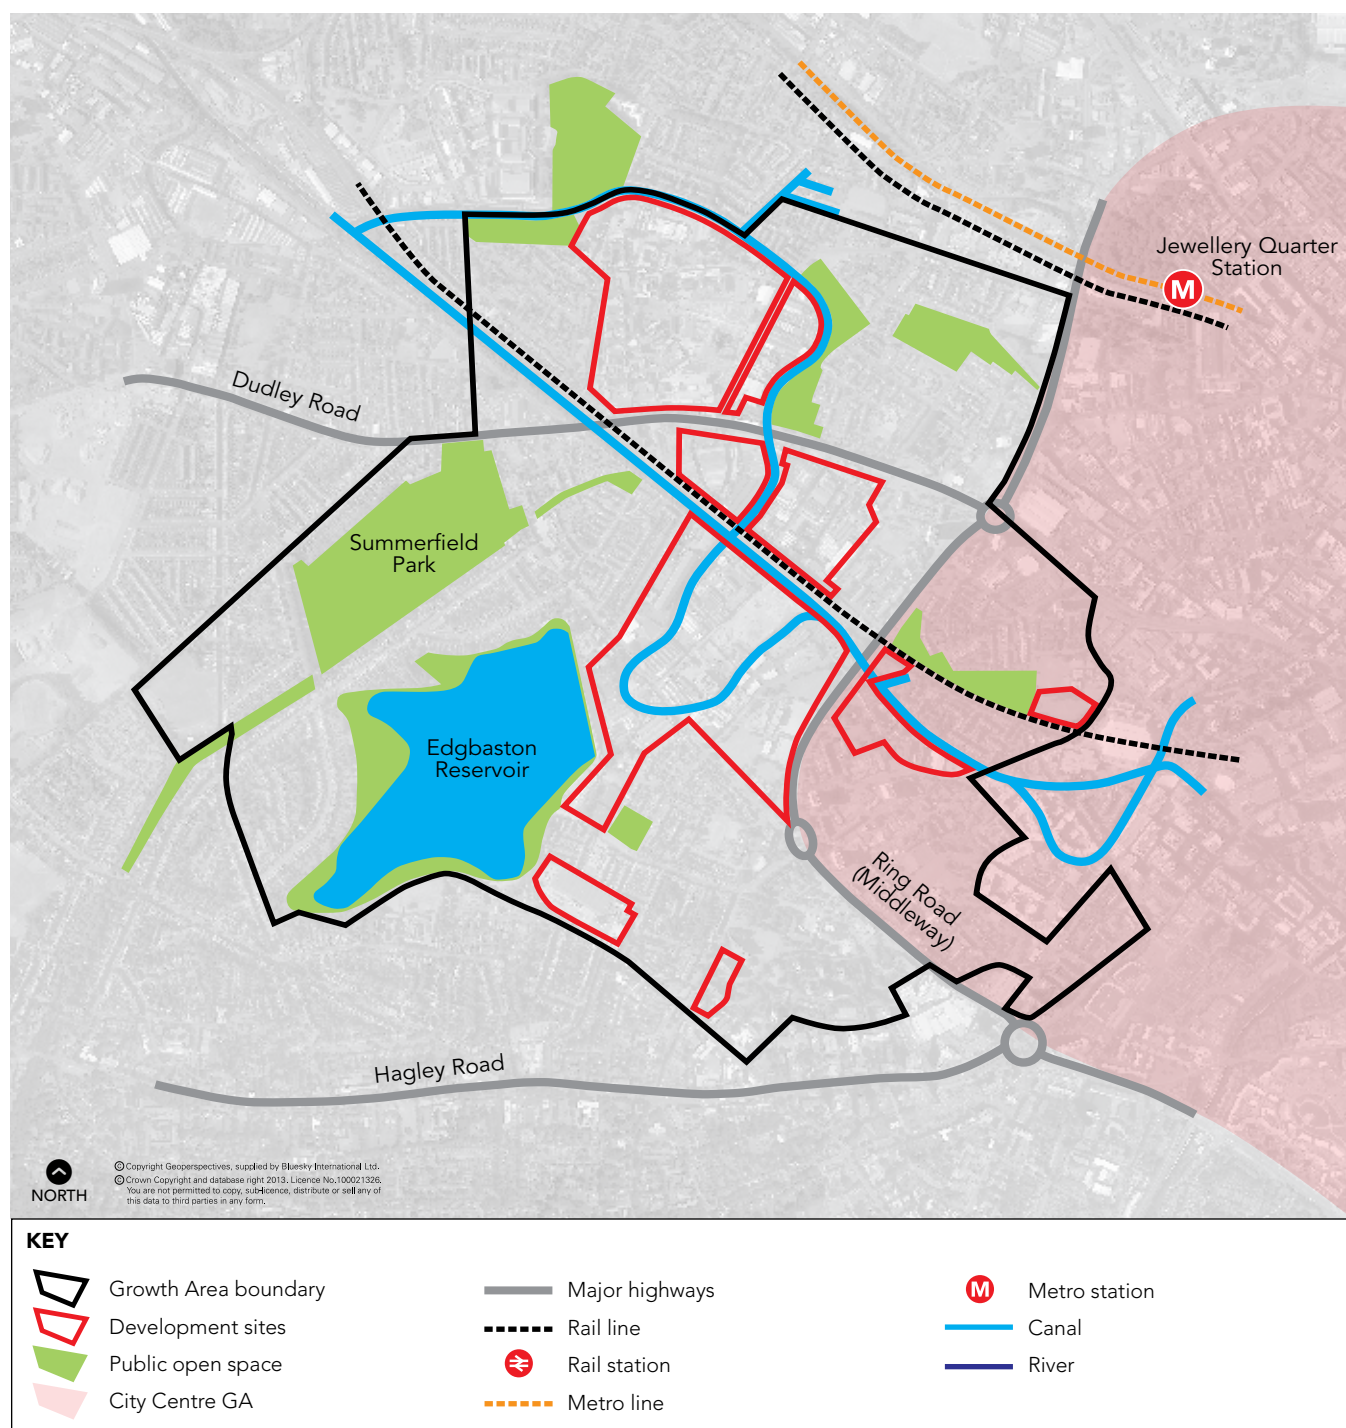 Jewellery Quarter
Station
M
Dudley Road
Summerfield
Park
Edgbaston
Reservoir
Ring Road
(Middleway)
Hagley Road
NORTH
© Copyright Geoperspectives, supplied by Bluesky International Ltd.
© Crown Copyright and database right 2013. Licence No.100021326.
You are not permitted to copy, sub-licence, distribute or sell any of
this data to third parties in any form.
KEY
Growth Area boundary
Development sites
Public open space
City Centre GA
Major highways
Rail line
Rail station
Metro line
M Metro station
Canal
River